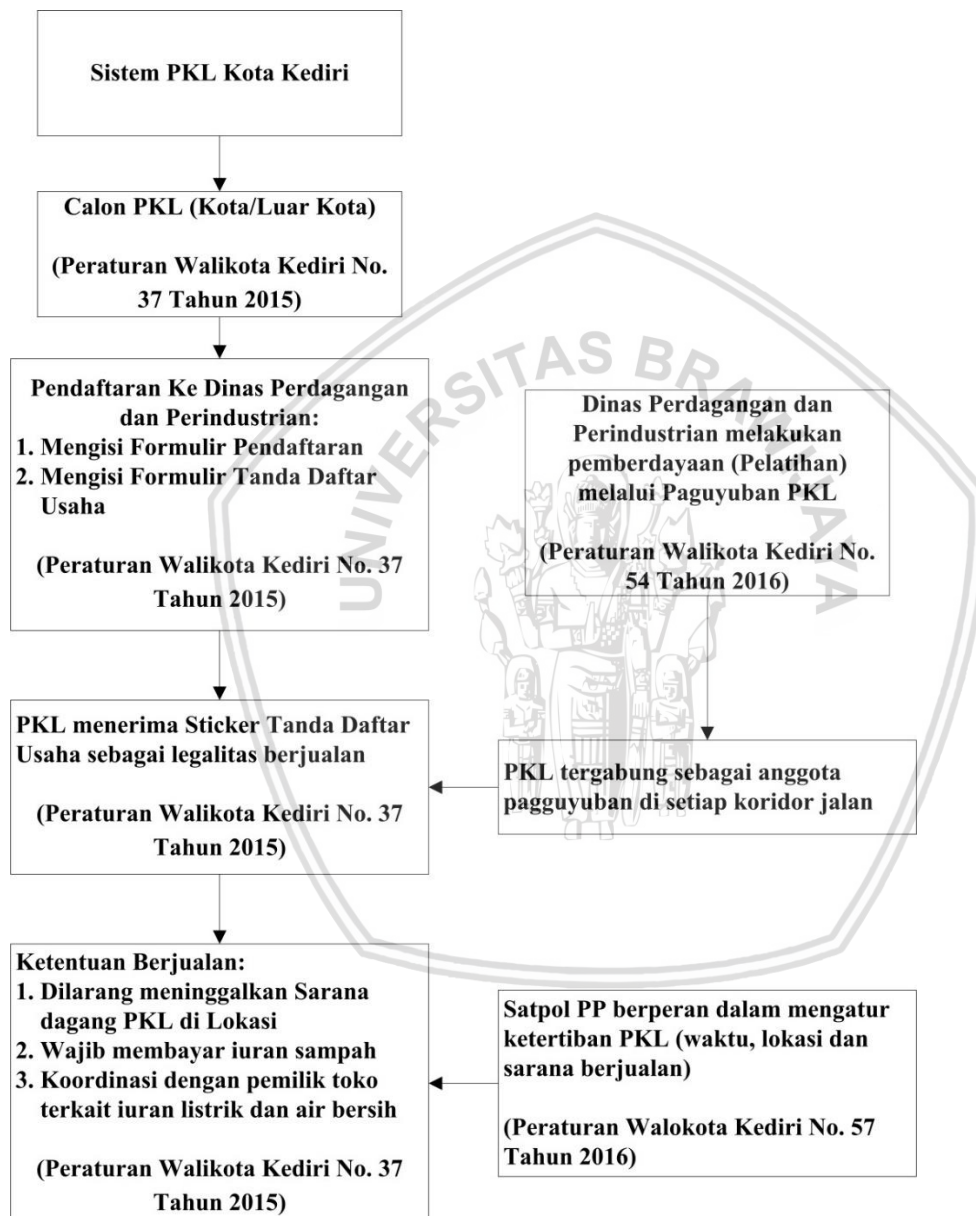 Sistem PKL Kota Kediri
Calon PKL (Kota/Luar Kota)
(Peraturan Walikota Kediri No.
37 Tahun 2015)
Pendaftaran Ke Dinas Perdagangan
dan Perindustrian:
1. Mengisi Formulir Pendaftaran
2. Mengisi Formulir Tanda Daftar
Usaha
(Peraturan Walikota Kediri No. 37
Tahun 2015)
Dinas Perdagangan dan
Perindustrian melakukan
pemberdayaan (Pelatihan)
melalui Paguyuban PKL
(Peraturan Walikota Kediri No.
54 Tahun 2016)
PKL menerima Sticker Tanda Daftar
Usaha sebagai legalitas berjualan
(Peraturan Walikota Kediri No. 37
Tahun 2015)
PKL tergabung sebagai anggota
pagguyuban di setiap koridor jalan
Ketentuan Berjualan:
1. Dilarang meninggalkan Sarana
dagang PKL di Lokasi
2. Wajib membayar iuran sampah
3. Koordinasi dengan pemilik toko
terkait iuran listrik dan air bersih
(Peraturan Walikota Kediri No. 37
Tahun 2015)
Satpol PP berperan dalam mengatur
ketertiban PKL (waktu, lokasi dan
sarana berjualan)
(Peraturan Walokota Kediri No. 57
Tahun 2016)
UNIVERSITAS BRAWIJAYA